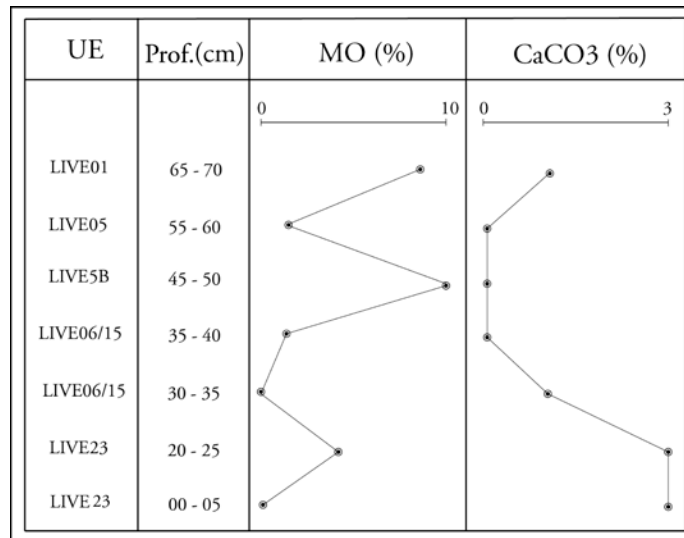 UE Prof.(cm) MO (%) CaCO3 (%)
0 10 0 3
LIVE01 65 - 70
LIVE05 55 - 60
LIVE5B 45 - 50
LIVE06/15 35 - 40
LIVE06/15 30 - 35
LIVE23 20 - 25
LIVE 23 00 - 05